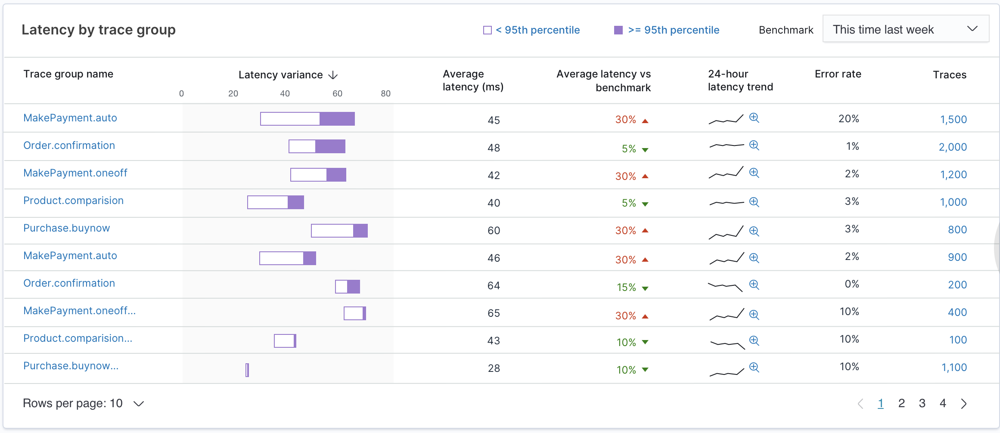 Latency by trace group
< 95th percentile
>= 95th percentile
Benchmark
This time last week
Trace group name
Latency variance
0 20 40 60 80
Average
latency (ms)
Average latency vs
benchmark
24-hour
latency trend
Error rate
Traces
MakePayment.auto 45 30% 20% 1,500
Order.confirmation 48 5% 1% 2,000
MakePayment.oneoff 42 30% 2% 1,200
Product.comparision 40 5% 3% 1,000
Purchase.buynow 60 30% 3% 800
MakePayment.auto 46 30% 2% 900
Order.confirmation 64 15% 0% 200
MakePayment.oneoff... 65 30% 10% 400
Product.comparision... 43 10% 10% 100
Purchase.buynow... 28 10% 10% 1,100
Rows per page: 10
1 2 3 4